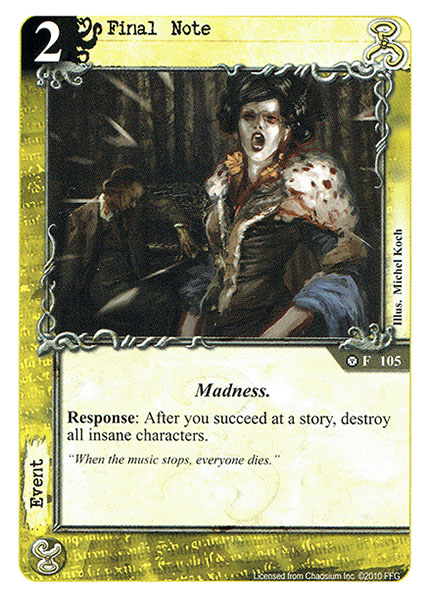 2
Final Note
Illus. Michel Koch
F 105
Madness.
Response: After you succeed at a story, destroy
all insane characters.
“When the music stops, everyone dies.”
Event
Licensed from Chaosium Inc. ©2010 FFG